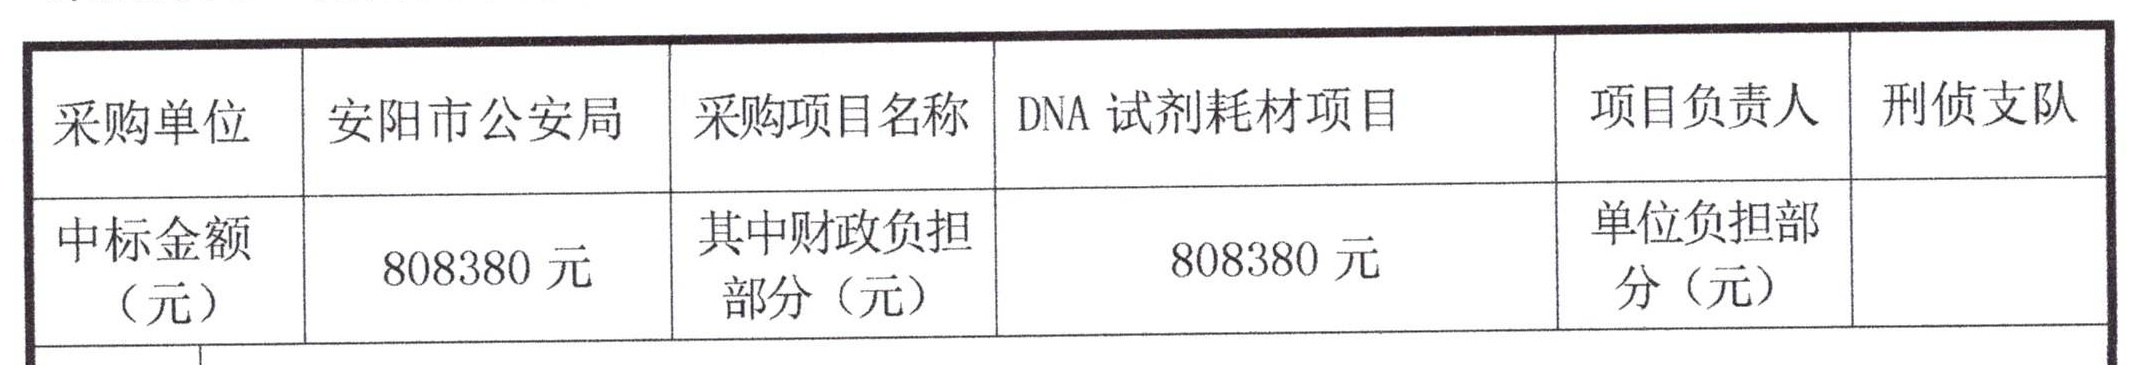 采购单位 安阳市公安局 采购项目名称 DNA 试剂耗材项目 项目负责人 刑侦支队
中标金额 其中财政负担 单位负担部
808380 元 808380 元
（元） 部分（元） 分（元）